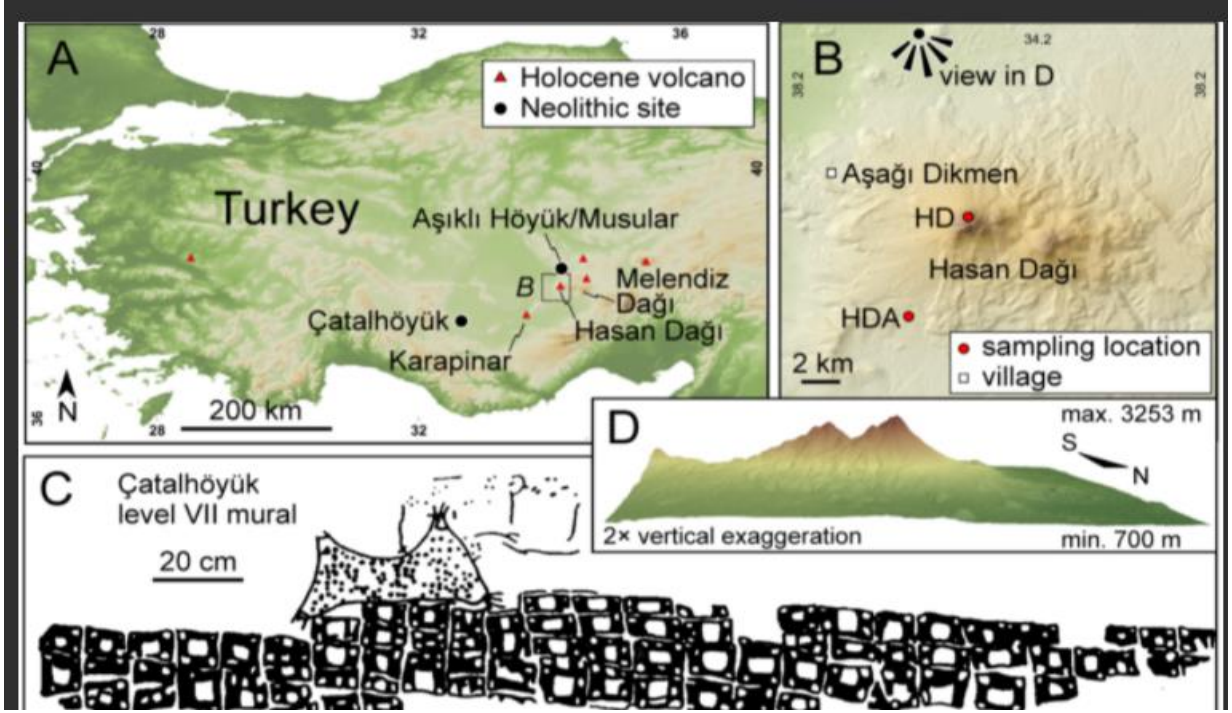 A
28
32
36
Holocene volcano
Neolithic site
40
40
Turkey
Aşıklı Höyük/Musular
B
Melendiz
Dağı
Hasan Dağı
Çatalhöyük
Karapinar
N
200 km
36
28
32
B
34.2
view in D
38.2
38.2
Aşağı Dikmen
HD
Hasan Dağı
HDA
sampling location
village
2 km
D
max. 3253 m
S
N
2× vertical exaggeration
min. 700 m
C
Çatalhöyük
level VII mural
20 cm